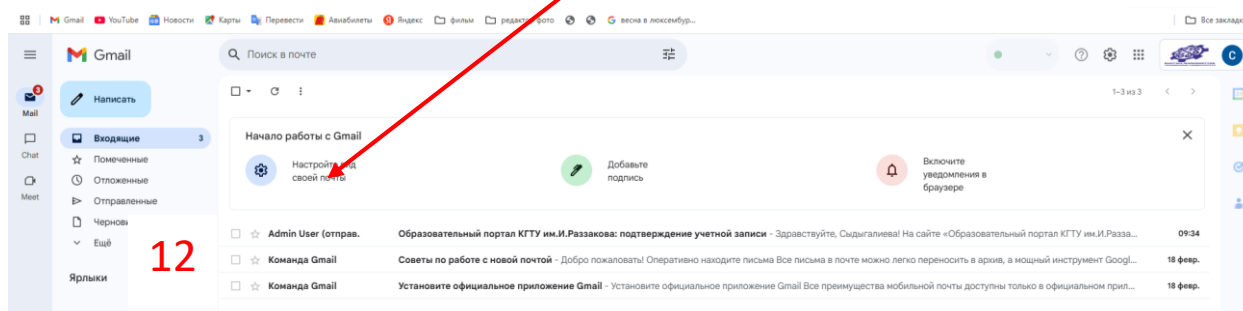 Gmail YouTube Новости Карты Перевести Авиабилеты Яндекс фильм редактор фото весна в люксембур... Все закладк
Gmail Поиск в почте С
3 Написать 1–3 из 3
Mail
Входящие 3 Начало работы с Gmail
Chat Помеченные Настройте вид Добавьте Включите
своей почты подпись уведомления в
Отложенные браузере
Meet Отправленные
Чернов
Ещё 12
Admin User (отправ. Образовательный портал КГТУ им.И.Раззакова: подтверждение учетной записи - Здравствуйте, Сыдыгалиева! На сайте «Образовательный портал КГТУ им.И.Разза... 09:34
Команда Gmail Советы по работе с новой почтой - Добро пожаловать! Оперативно находите письма Все письма в почте можно легко переносить в архив, а мощный инструмент Googl... 18 февр.
Ярлыки
Команда Gmail Установите официальное приложение Gmail - Установите официальное приложение Gmail Все преимущества мобильной почты доступны только в официальном прил... 18 февр.